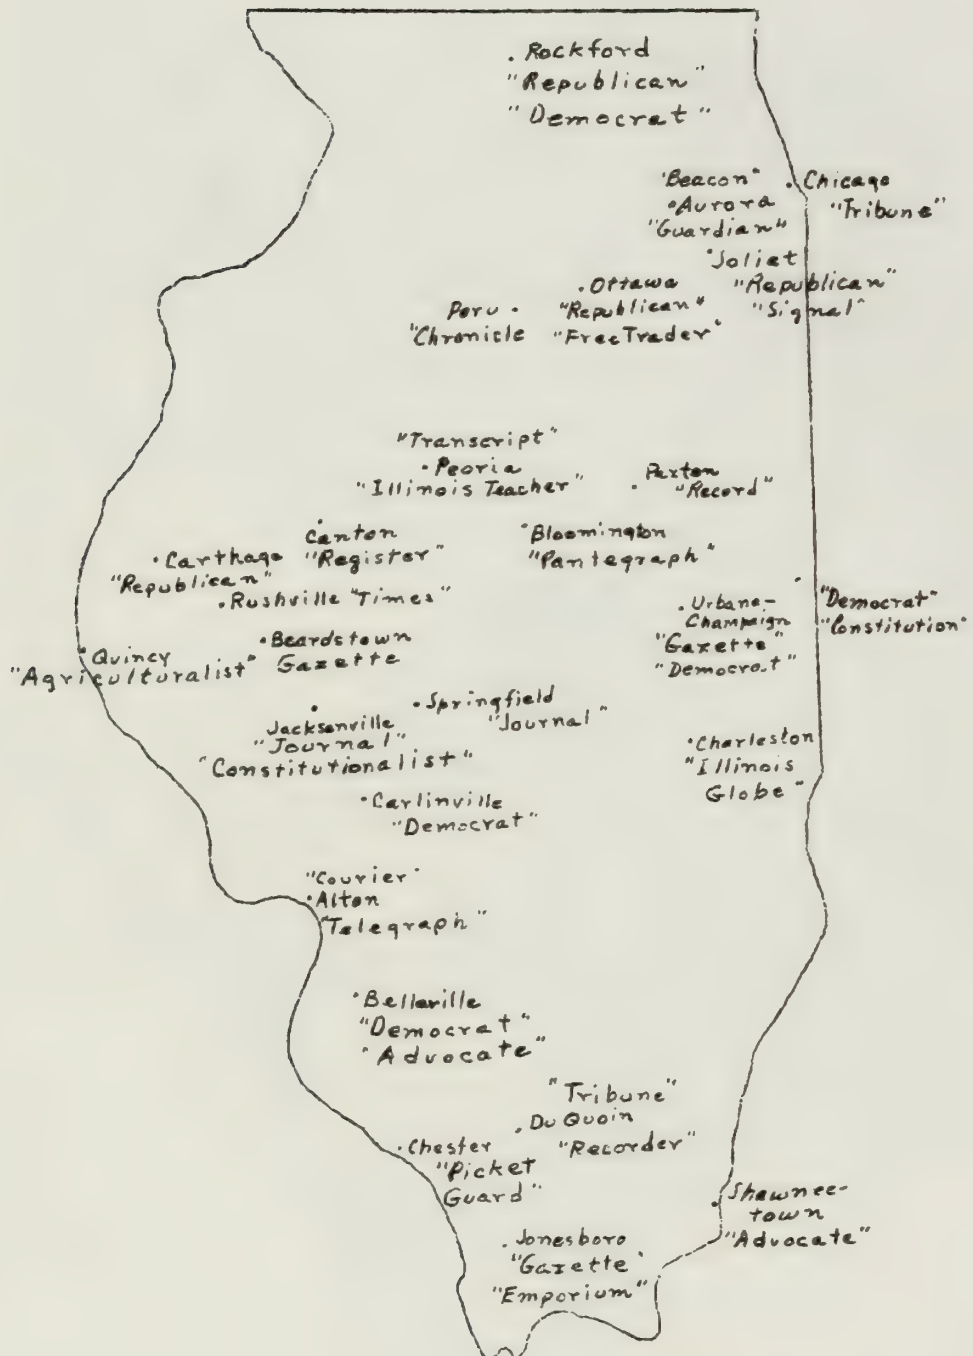 Rockford
"Republican"
"Democrat"
"Beacon"
Aurora
"Guardian"
Chicago
"Tribune"
Joliet
"Republican"
"Signal"
Ottawa
"Republican"
"Free Trader"
Peru
"Chronicle
"Transcript"
Peoria
"Illinois Teacher"
Paxton
"Record"
Canton
"Register"
Bloomington
"Pantegraph"
Carthage
"Republican"
Rushville "Times"
"Democrat"
"Constitution"
Urbana-
Champaign
"Gazette"
"Democrat"
Quincy
"Agriculturalist"
Beardstown
Gazette
Springfield
"Journal"
Jacksonville
"Journal"
"Constitutionalist"
Charleston
"Illinois
Globe"
Carlinville
"Democrat"
"Courier"
Alton
"Telegraph"
Belleville
"Democrat"
"Advocate"
"Tribune"
Du Quoin
"Recorder"
Chester
"Picket
Guard"
Shawnee-
town
"Advocate"
Jonesboro
"Gazette"
"Emporium"